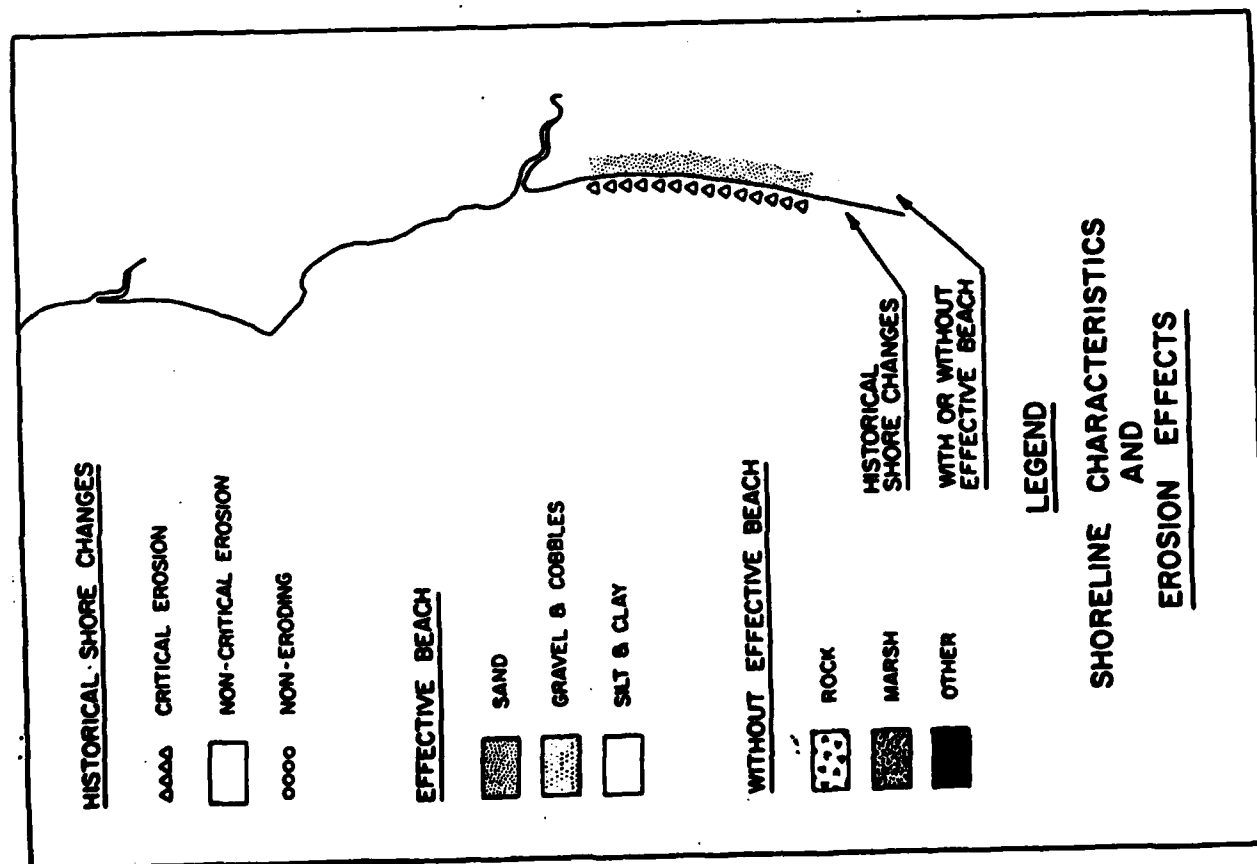 HISTORICAL SHORE CHANGES
CRITICAL EROSION
NON-CRITICAL EROSION
NON-ERODING
EFFECTIVE BEACH
SAND
GRAVEL & COBBLES
SILT & CLAY
WITHOUT EFFECTIVE BEACH
ROCK
MARSH
OTHER
HISTORICAL
SHORE CHANGES
WITH OR WITHOUT
EFFECTIVE BEACH
LEGEND
SHORELINE CHARACTERISTICS
AND
EROSION EFFECTS